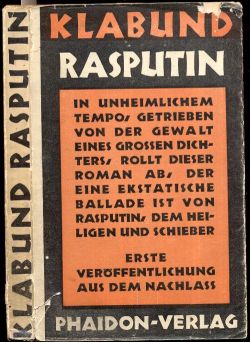 KLABUND
RASPUTIN
IN UNHEIMLICHEM
TEMPO, GETRIEBEN
VON DER GEWALT
EINES GROSSEN DICH-
TERS, ROLLT DIESER
ROMAN AB, DER
EINE EKSTATISCHE
BALLADE IST VON
RASPUTIN, DEM HEI-
LIGEN UND SCHIEBER
ERSTE
VERÖFFENTLICHUNG
AUS DEM NACHLASS
PHAIDON-VERLAG
KLABUND RASPUTIN